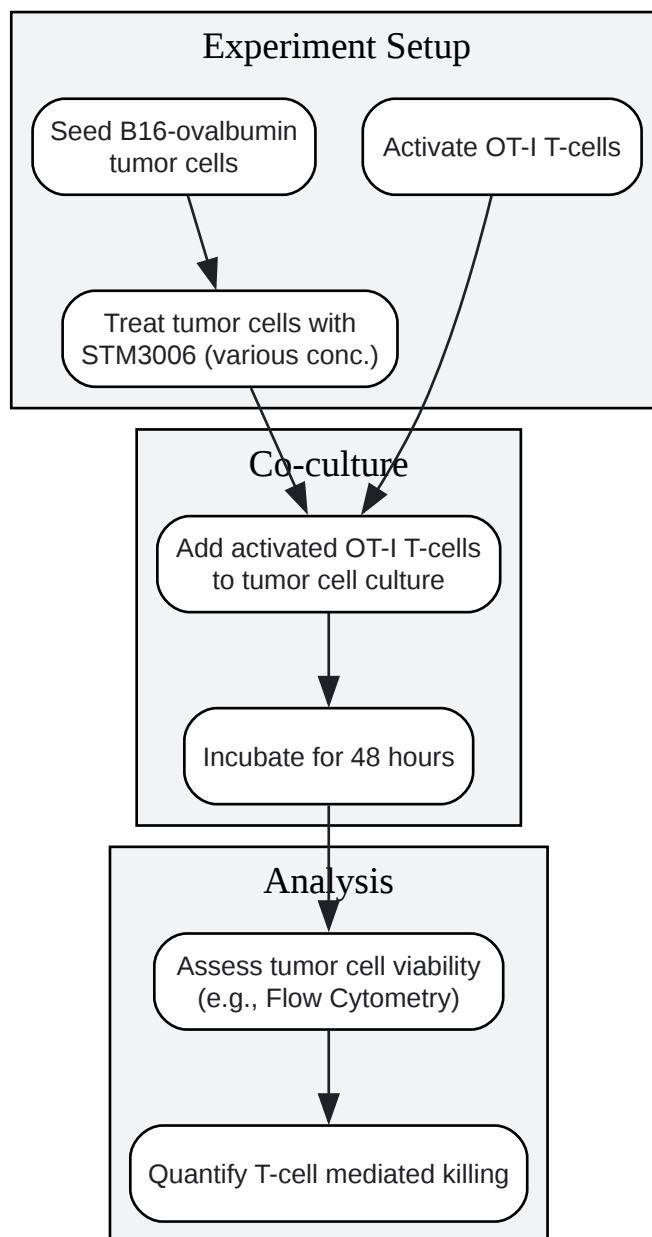 Experiment Setup
Seed B16-ovalbumin
tumor cells
Activate OT-I T-cells
Treat tumor cells with
STM3006 (various conc.)
Co-culture
Add activated OT-I T-cells
to tumor cell culture
Incubate for 48 hours
Analysis
Assess tumor cell viability
(e.g., Flow Cytometry)
Quantify T-cell mediated killing